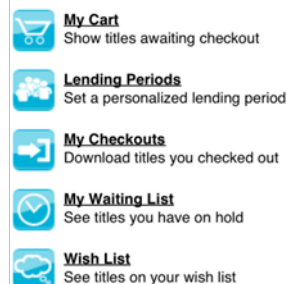 My Cart
Show titles awaiting checkout
Lending Periods
Set a personalized lending period
My Checkouts
Download titles you checked out
My Waiting List
See titles you have on hold
Wish List
See titles on your wish list